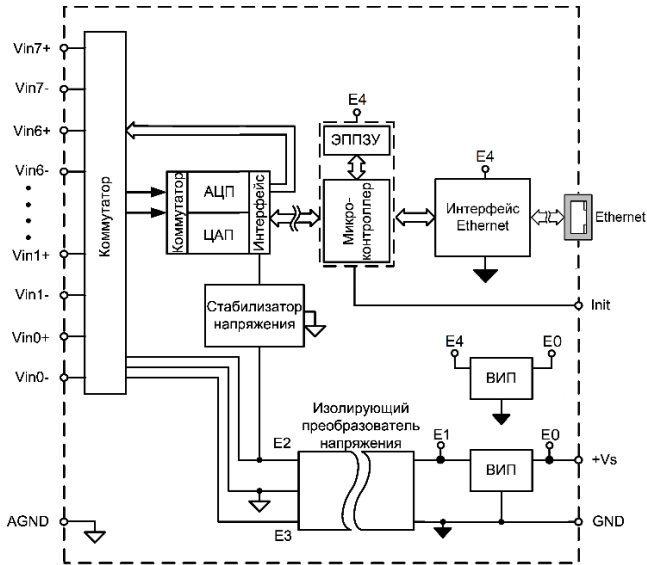 Vin7+
Vin7-
Vin6+
Vin6-
Vin1+
Vin1-
Vin0+
Vin0-
AGND
Коммутатор
Коммутатор
АЦП
ЦАП
Интерфейс
Стабилизатор
напряжения
E4
ЭППЗУ
Микро-
контроллер
E4
Интерфейс
Ethernet
Ethernet
Init
E4
E0
ВИП
Изолирующий
преобразователь
напряжения
E2
E3
E1
E0
ВИП
+Vs
GND